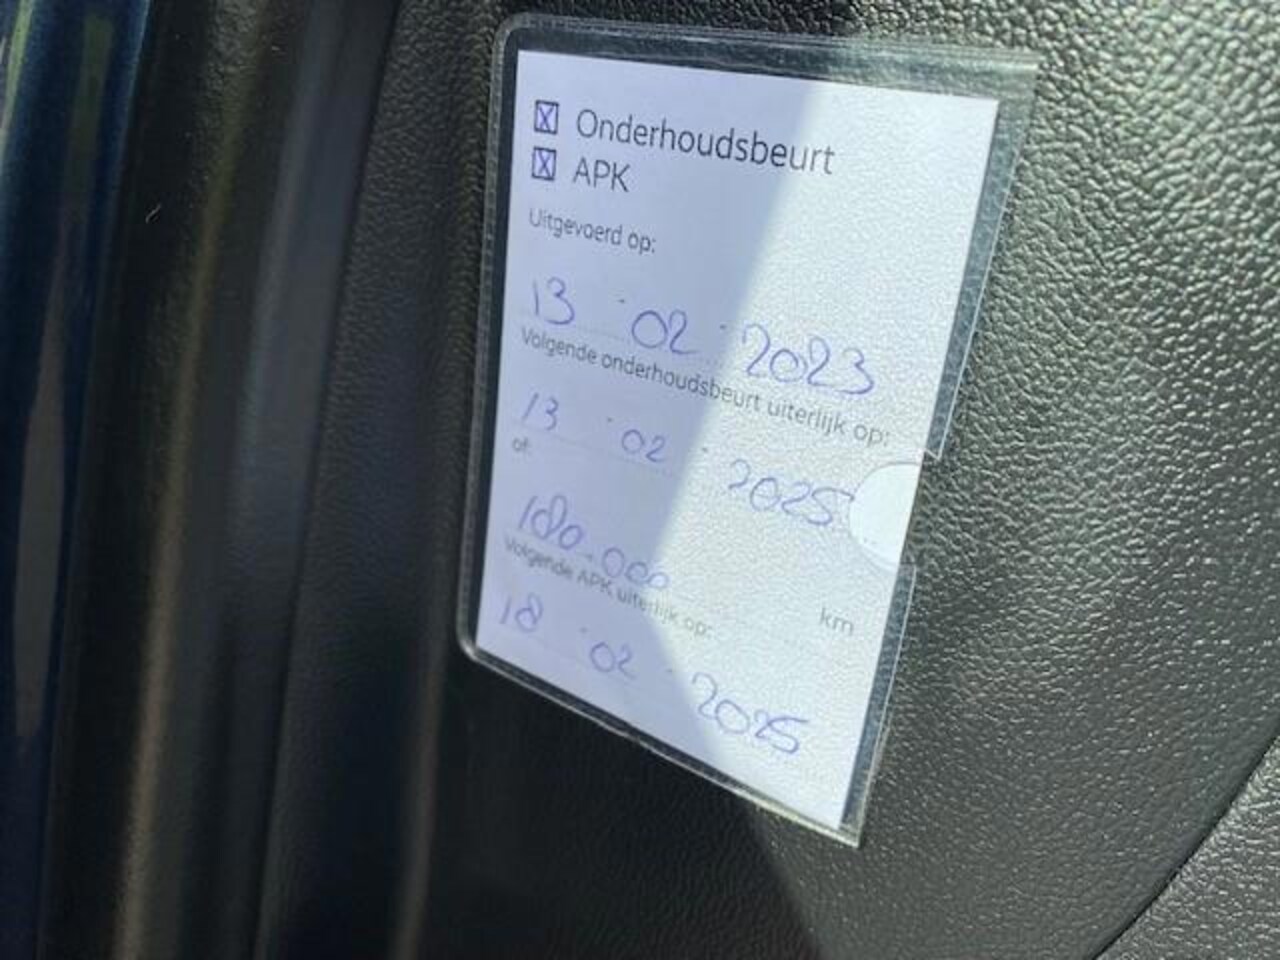 ☒ Onderhoudsbeurt
☒ APK
Uitgevoerd op:
13 - 02 - 2023
Volgende onderhoudsbeurt uiterlijk op:
13 - 02 - 2025
of:
180.000 km
Volgende APK uiterlijk op:
18 - 02 - 2025